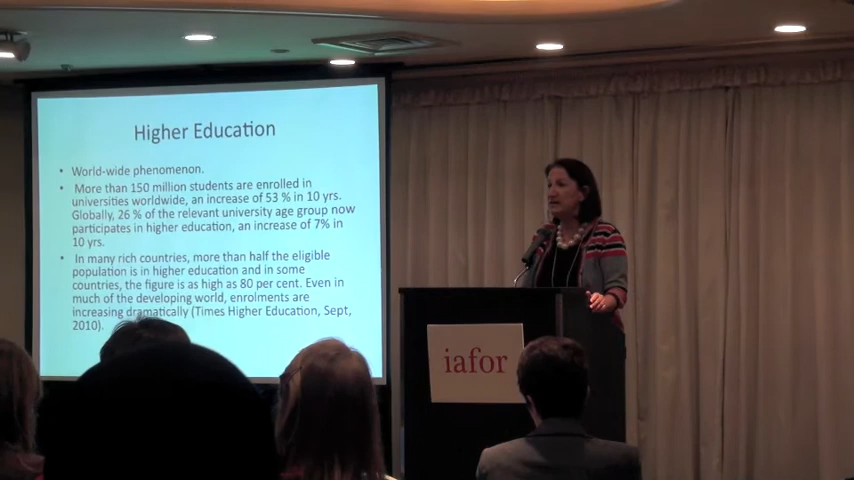 Higher Education
• World-wide phenomenon.
• More than 150 million students are enrolled in
universities worldwide, an increase of 53 % in 10 yrs.
Globally, 26 % of the relevant university age group now
participates in higher education, an increase of 7% in
10 yrs.
• In many rich countries, more than half the eligible
population is in higher education and in some
countries, the figure is as high as 80 per cent. Even in
much of the developing world, enrolments are
increasing dramatically (Times Higher Education, Sept,
2010).
iafor